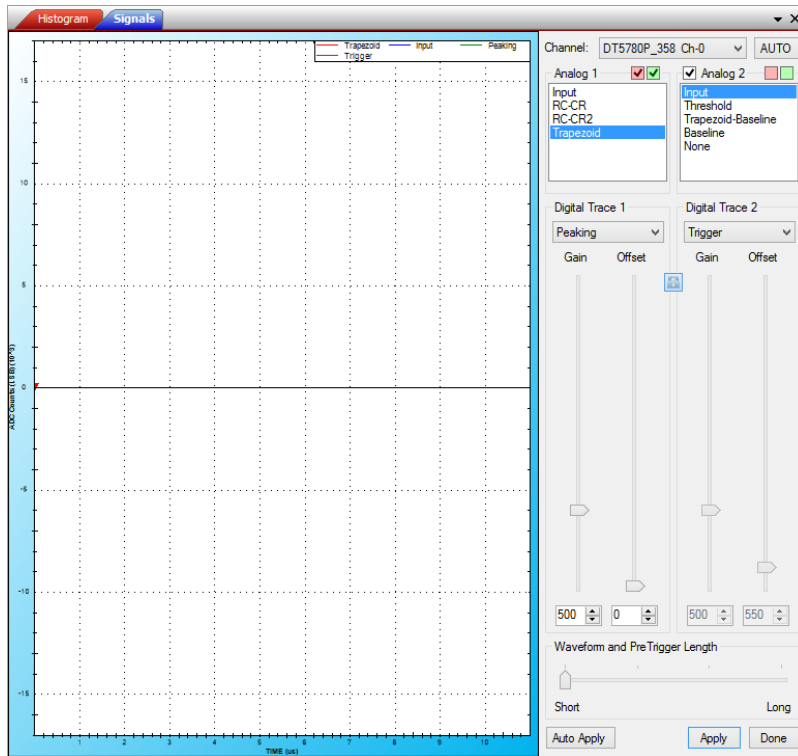 Histogram Signals
Trapezoid Input Peaking
Trigger
15
10
5
0
-5
-10
-15
ADC Counts (LSB) (10^3)
1 2 3 4 5 6 7 8 9 10
TIME (us)
Channel: DT5780P_358 Ch-0 AUTO
Analog 1
Input
RC-CR
RC-CR2
Trapezoid
Analog 2
Input
Threshold
Trapezoid-Baseline
Baseline
None
Digital Trace 1
Peaking
Gain Offset
500 0
Digital Trace 2
Trigger
Gain Offset
500 550
Waveform and PreTrigger Length
Short Long
Auto Apply Apply Done